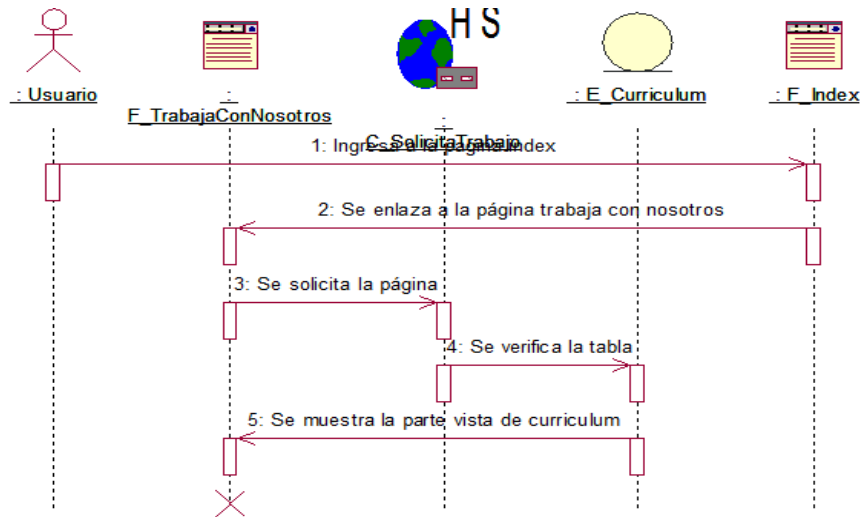 H S
: Usuario
:
F_TrabajaConNosotros
:
C_SolicitaTrabajo
: E_Curriculum
: F_Index
1: Ingresa a la página index
2: Se enlaza a la página trabaja con nosotros
3: Se solicita la página
4: Se verifica la tabla
5: Se muestra la parte vista de curriculum